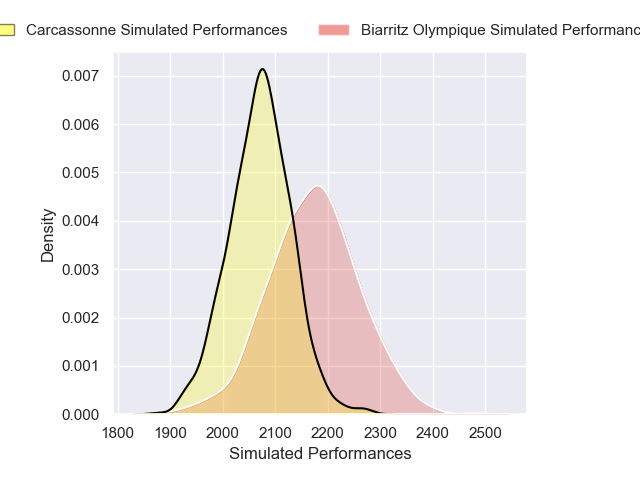 Carcassonne Simulated Performances
Biarritz Olympique Simulated
0.007
0.006
0.005
0.004
0.003
0.002
0.001
0.000
Density
1800 1900 2000 2100 2200 2300 2400 2500
Simulated Performances